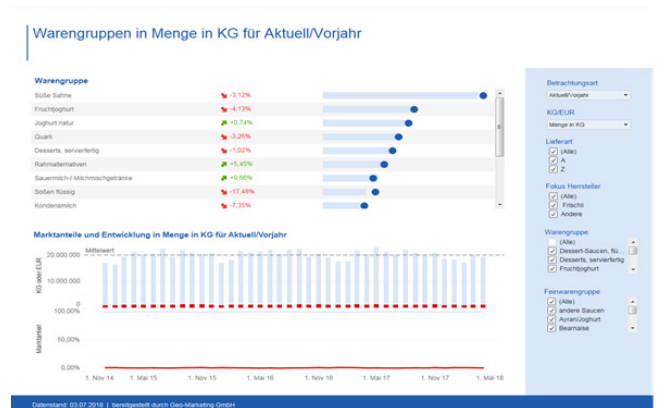 Warengruppen in Menge in KG für Aktuell/Vorjahr
Warengruppe
Süße Sahne -3,12%
Fruchtjoghurt -4,13%
Joghurt natur +0,74%
Quark -3,26%
Desserts, servierfertig -1,02%
Rahmalternativen +5,45%
Sauermilch-/ Milchmischgetränke +9,66%
Soßen flüssig -17,48%
Kondensmilch -7,35%
Marktanteile und Entwicklung in Menge in KG für Aktuell/Vorjahr
Mittelwert
20.000.000
10.000.000
0
KG oder EUR
100,00%
50,00%
0,00%
Marktanteil
1. Nov 14 1. Mai 15 1. Nov 15 1. Mai 16 1. Nov 16 1. Mai 17 1. Nov 17 1. Mai 18
Betrachtungsart
Aktuell/Vorjahr
KG/EUR
Menge in KG
Lieferart
(Alle)
A
Z
Fokus Herrsteller
(Alle)
Frischli
Andere
Warengruppe
(Alle)
Dessert-Saucen, flü...
Desserts, servierfertig
Fruchtjoghurt
Feinwarengruppe
(Alle)
andere Saucen
Ayran/Joghurt
Bearnaise
Datenstand: 03.07.2018 | bereitgestellt durch Geo-Marketing GmbH